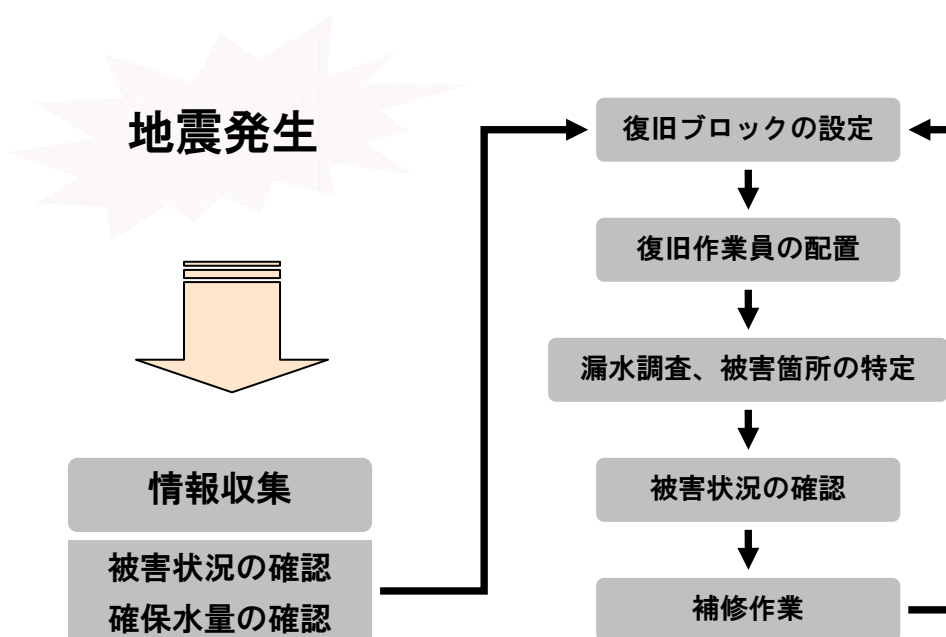 地震発生
情報収集
被害状況の確認
確保水量の確認
復旧ブロックの設定
復旧作業員の配置
漏水調査、被害箇所の特定
被害状況の確認
補修作業